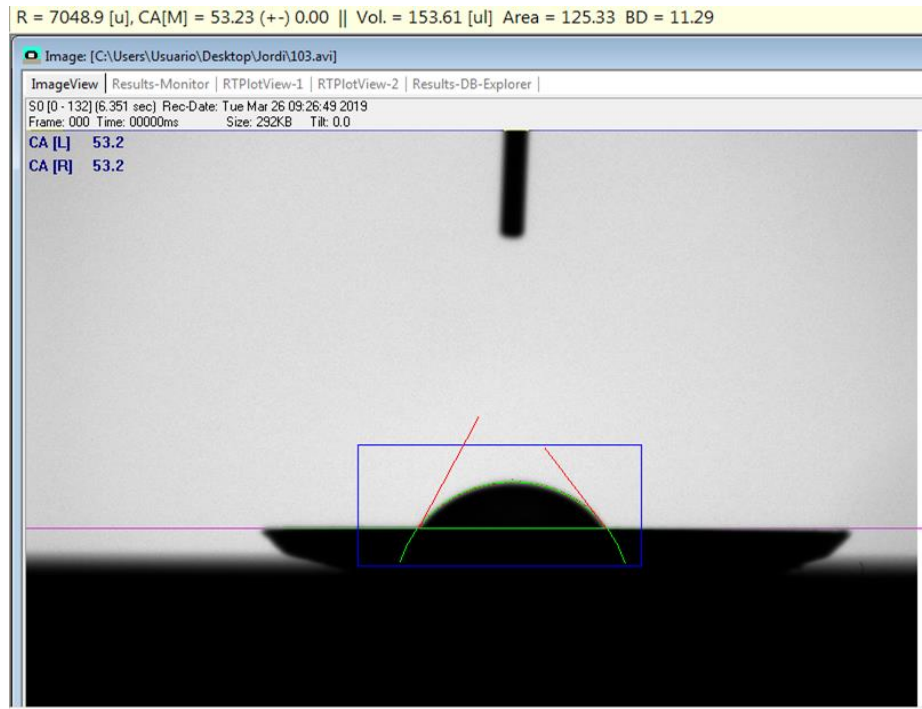 R = 7048.9 [u], CA[M] = 53.23 (+-) 0.00 || Vol. = 153.61 [ul] Area = 125.33 BD = 11.29
Image: [C:\Users\Usuario\Desktop\Jordi\103.avi]
ImageView | Results-Monitor | RTPlotView-1 | RTPlotView-2 | Results-DB-Explorer |
S0 [0 - 132] (6.351 sec) Rec-Date: Tue Mar 26 09:26:49 2019
Frame: 000 Time: 00000ms Size: 292KB Tilt: 0.0
CA [L] 53.2
CA [R] 53.2